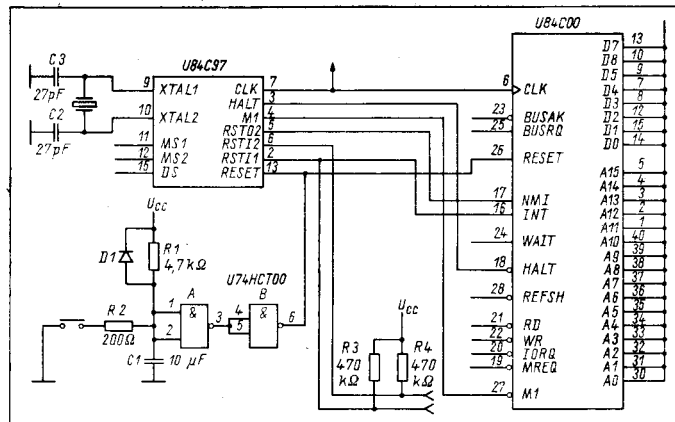 U84C00
U84C97
C3
27pF
C2
27pF
9 XTAL1
10 XTAL2
11 MS1
12 MS2
15 DS
CLK 7
HALT 3
M1 4
RST02 5
RSTI2 6
RSTI1 2
RESET 13
6 CLK
23 BUSAK
25 BUSRQ
26 RESET
17 NMI
16 INT
24 WAIT
18 HALT
28 REFSH
21 RD
22 WR
20 IORQ
19 MREQ
27 M1
D7 13
D8 10
D5 9
D4 7
D3 8
D2 12
D1 15
D0 14
A15 5
A14 4
A13 3
A12 2
A11 1
A10 40
A9 39
A8 38
A7 37
A6 36
A5 35
A4 34
A3 33
A2 32
A1 31
A0 30
Ucc
D1
R1
4,7kΩ
U74HCT00
A
B
1
2
&
3
4
5
&
6
R2
200Ω
C1
10 µF
Ucc
R3
470
kΩ
R4
470
kΩ